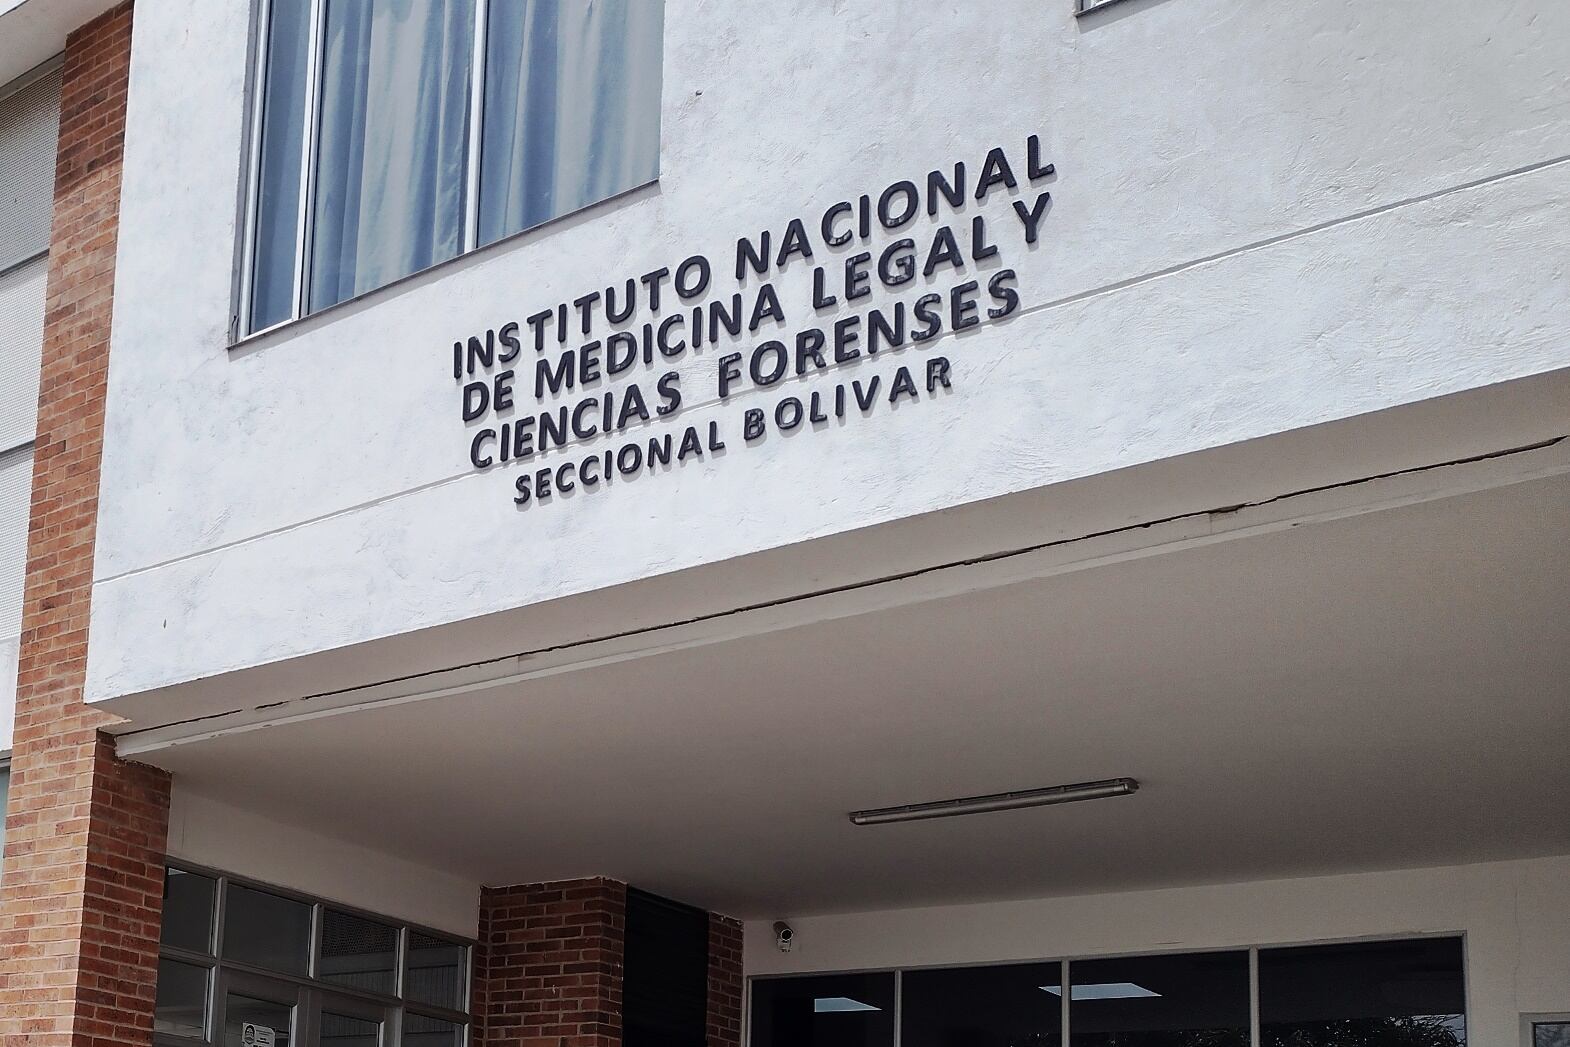 INSTITUTO NACIONAL
DE MEDICINA LEGAL Y
CIENCIAS FORENSES
SECCIONAL BOLIVAR